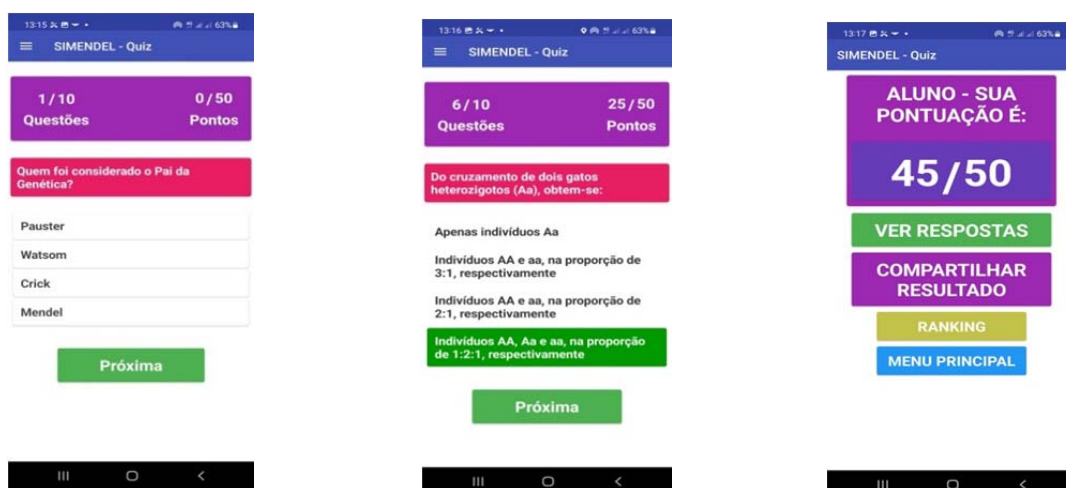 13:15
63%
SIMENDEL - Quiz
1/10
0/50
Questões
Pontos
Quem foi considerado o Pai da
Genética?
Pauster
Watsom
Crick
Mendel
Próxima
13:16
63%
SIMENDEL - Quiz
6/10
25/50
Questões
Pontos
Do cruzamento de dois gatos
heterozigotos (Aa), obtem-se:
Apenas indivíduos Aa
Indivíduos AA e aa, na proporção de
3:1, respectivamente
Indivíduos AA e aa, na proporção de
2:1, respectivamente
Indivíduos AA, Aa e aa, na proporção
de 1:2:1, respectivamente
Próxima
13:17
63%
SIMENDEL - Quiz
ALUNO - SUA
PONTUAÇÃO É:
45/50
VER RESPOSTAS
COMPARTILHAR
RESULTADO
RANKING
MENU PRINCIPAL